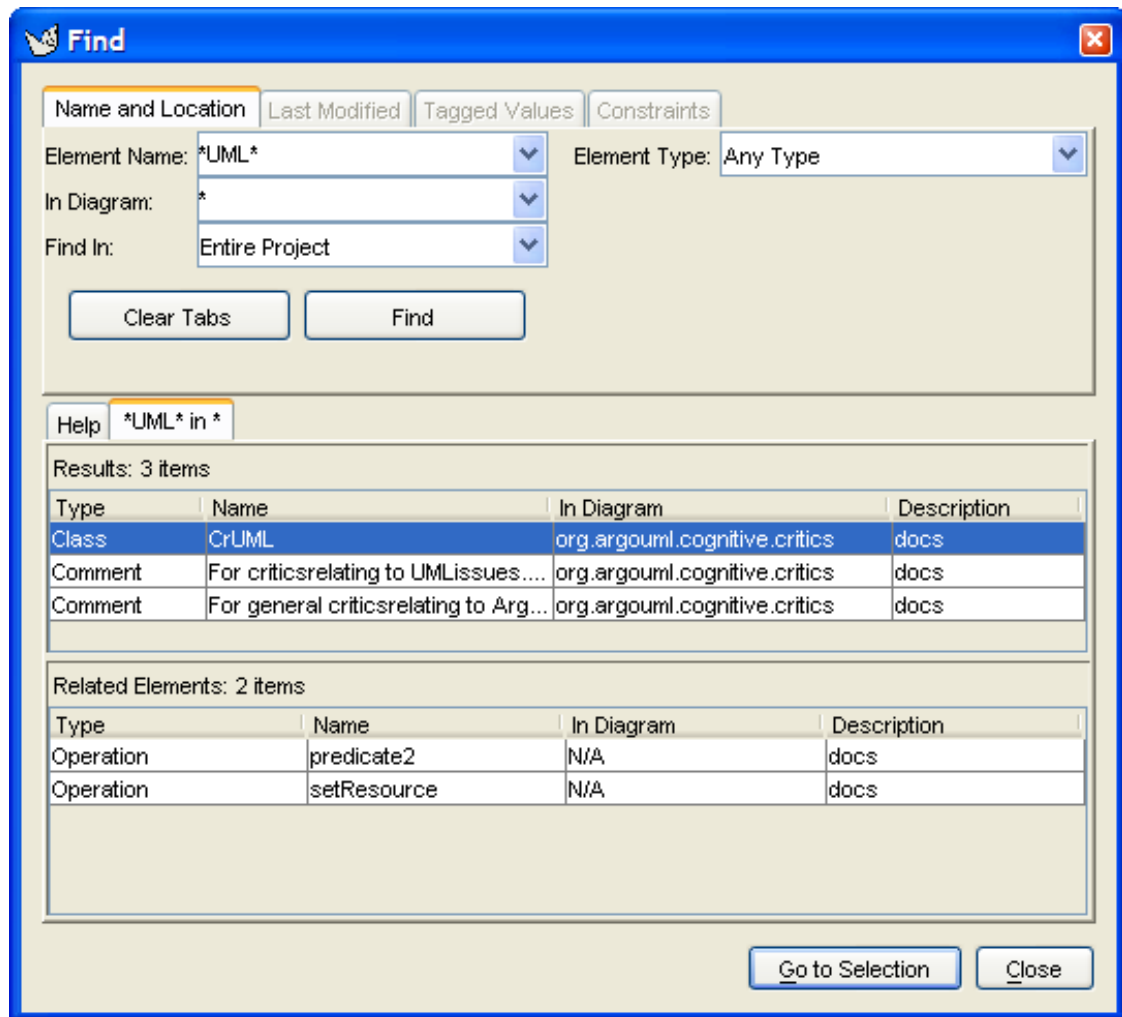 Find
Name and Location Last Modified Tagged Values Constraints
Element Name: *UML* Element Type: Any Type
In Diagram: *
Find In: Entire Project
Clear Tabs Find
Help *UML* in *
Results: 3 items
Type Name In Diagram Description
Class CrUML org.argouml.cognitive.critics docs
Comment For criticsrelating to UMLissues.... org.argouml.cognitive.critics docs
Comment For general criticsrelating to Arg... org.argouml.cognitive.critics docs
Related Elements: 2 items
Type Name In Diagram Description
Operation predicate2 N/A docs
Operation setResource N/A docs
Go to Selection Close